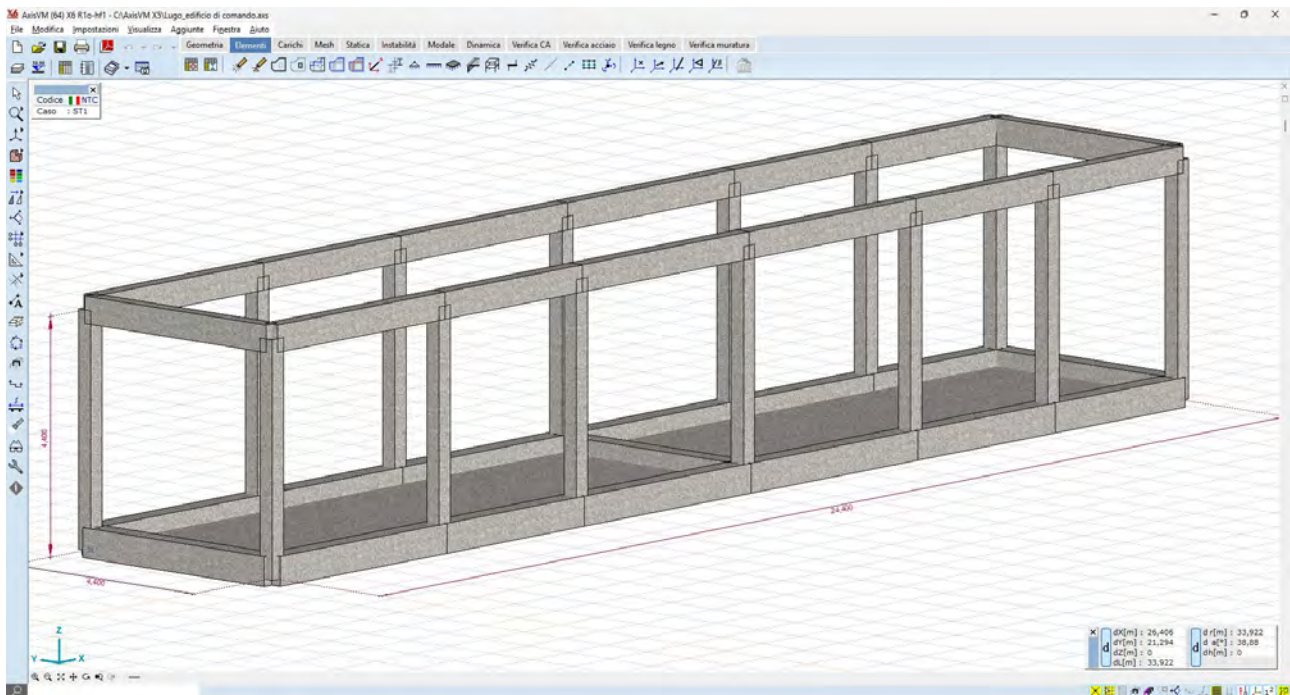 AxisVM (64) X6 R1o-hf1 - C:\AxisVM X3\Lugo_edificio di comando.axs
File Modifica Impostazioni Visualizza Aggiunte Finestra Aiuto
Geometria Elementi Carichi Mesh Statica Instabilità Modale Dinamica Verifica CA Verifica acciaio Verifica legno Verifica muratura
Codice NTC
Caso : ST1
4,400
24,400
4,400
Z
Y X
dX[m] : 26,406
dY[m] : 21,294
dZ[m] : 0
dL[m] : 33,922
d
d r[m] : 33,922
d a[°] : 38,88
dh[m] : 0
d